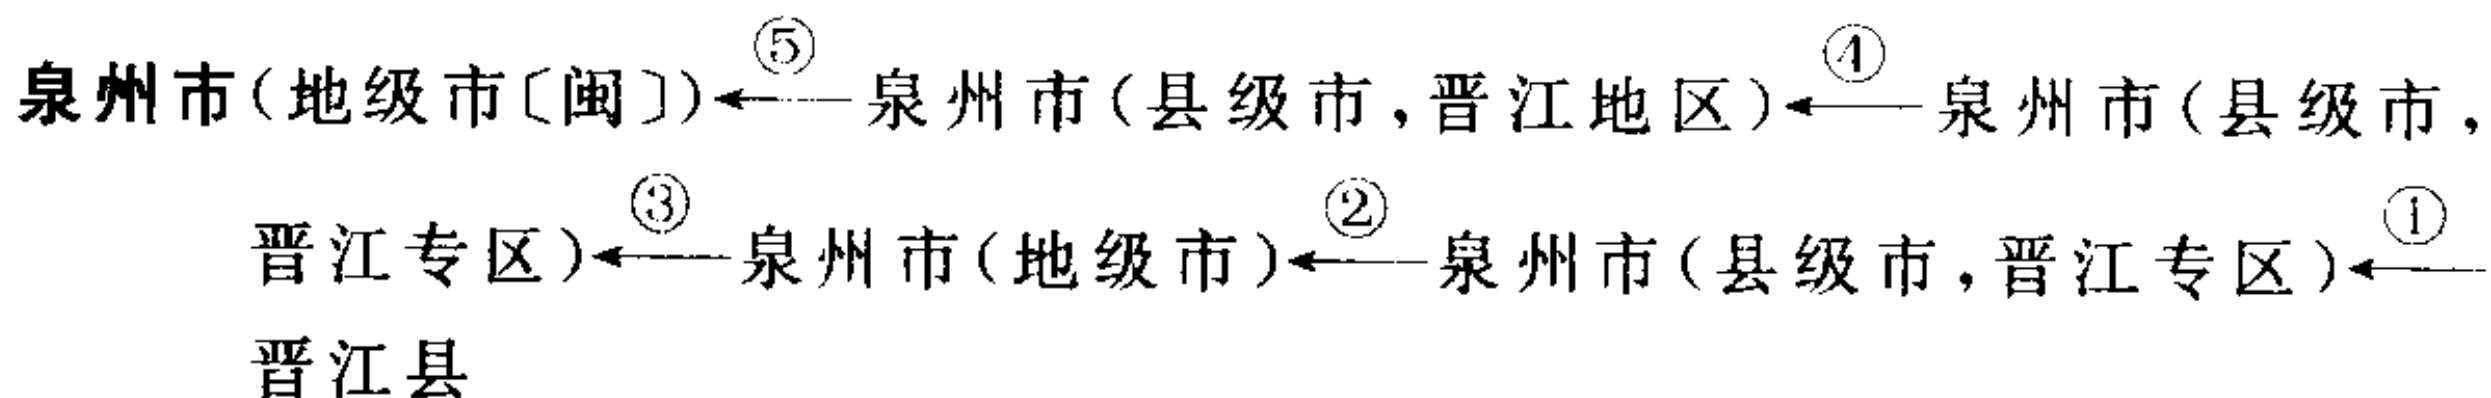 泉州市(地级市〔闽〕)←⑤—泉州市(县级市,晋江地区)←④—泉州市(县级市,
晋江专区)←③—泉州市(地级市)←②—泉州市(县级市,晋江专区)←①—
晋江县